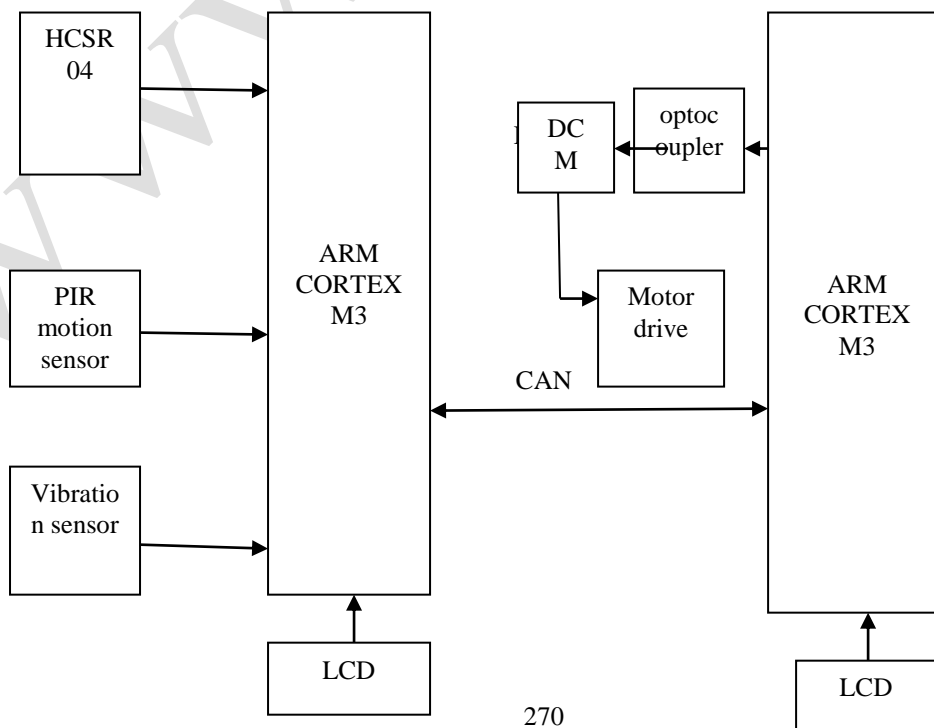 HCSR
04
ARM
CORTEX
M3
PIR
motion
sensor
Vibratio
n sensor
LCD
DC
M
optoc
oupler
Motor
drive
CAN
ARM
CORTEX
M3
LCD
270